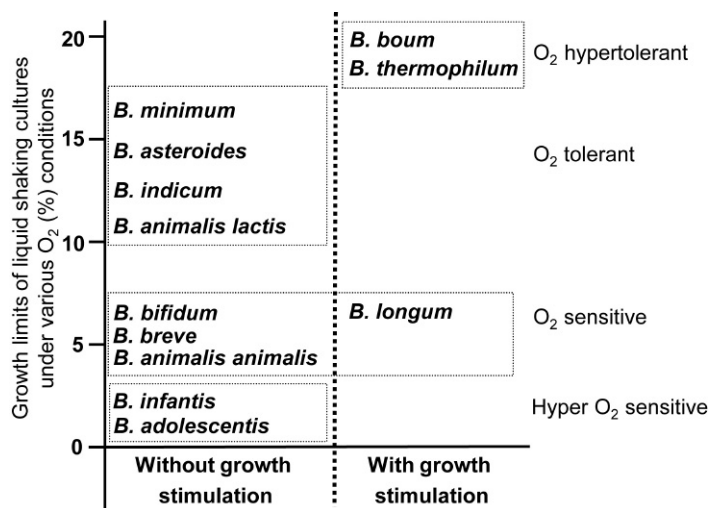 Growth limits of liquid shaking cultures
under various O₂ (%) conditions
20
15
10
5
0
B. boum
B. thermophilum
O₂ hypertolerant
B. minimum
B. asteroides
B. indicum
B. animalis lactis
O₂ tolerant
B. bifidum
B. breve
B. animalis animalis
B. longum
O₂ sensitive
B. infantis
B. adolescentis
Hyper O₂ sensitive
Without growth
stimulation
With growth
stimulation